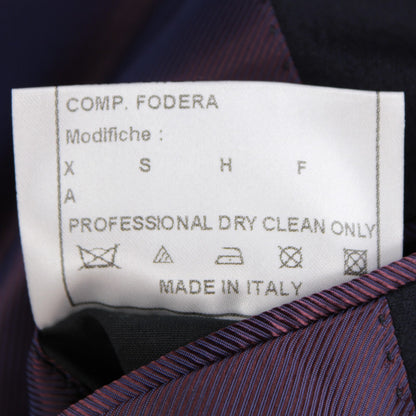 COMP. FODERA
Modifiche :
X S H F
A
PROFESSIONAL DRY CLEAN ONLY
MADE IN ITALY